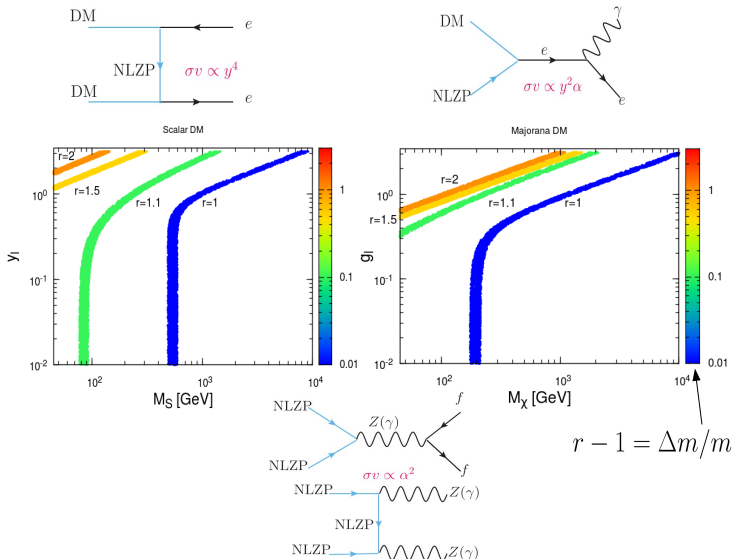 DM
e
NLZP
σv ∝ y⁴
DM
e
DM
γ
e
σv ∝ y²α
NLZP
e
Scalar DM
r=2
r=1.5
r=1.1
r=1
y_l
10⁰
10⁻¹
10⁻²
10²
10³
10⁴
M_S [GeV]
1
0.1
0.01
Majorana DM
r=2
r=1.5
r=1.1
r=1
g_l
10⁰
10⁻¹
10⁻²
10²
10³
10⁴
M_χ [GeV]
1
0.1
0.01
r − 1 = Δm/m
NLZP
Z(γ)
f
NLZP
f
σv ∝ α²
NLZP
Z(γ)
NLZP
NLZP
Z(γ)